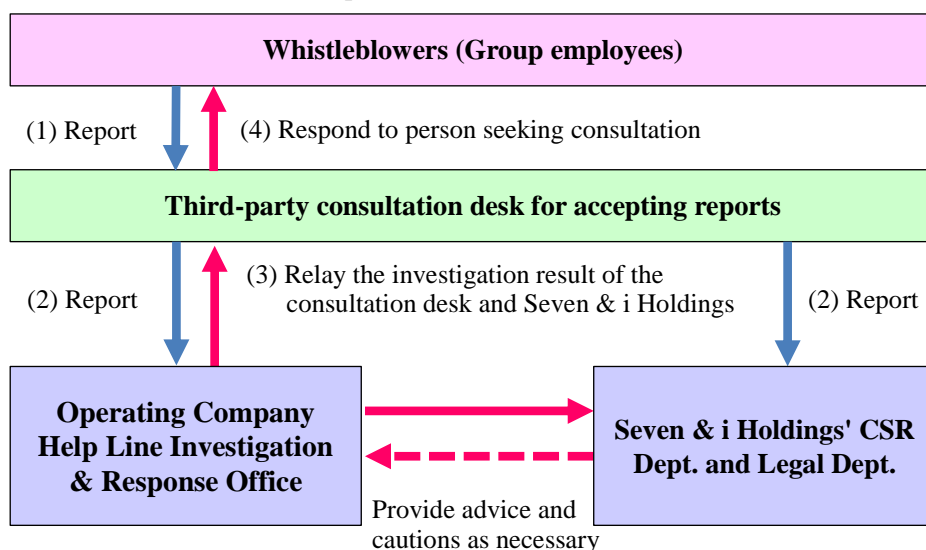 Whistleblowers (Group employees)
(1) Report
(4) Respond to person seeking consultation
Third-party consultation desk for accepting reports
(2) Report
(3) Relay the investigation result of the
consultation desk and Seven & i Holdings
(2) Report
Operating Company
Help Line Investigation
& Response Office
Seven & i Holdings' CSR
Dept. and Legal Dept.
Provide advice and
cautions as necessary